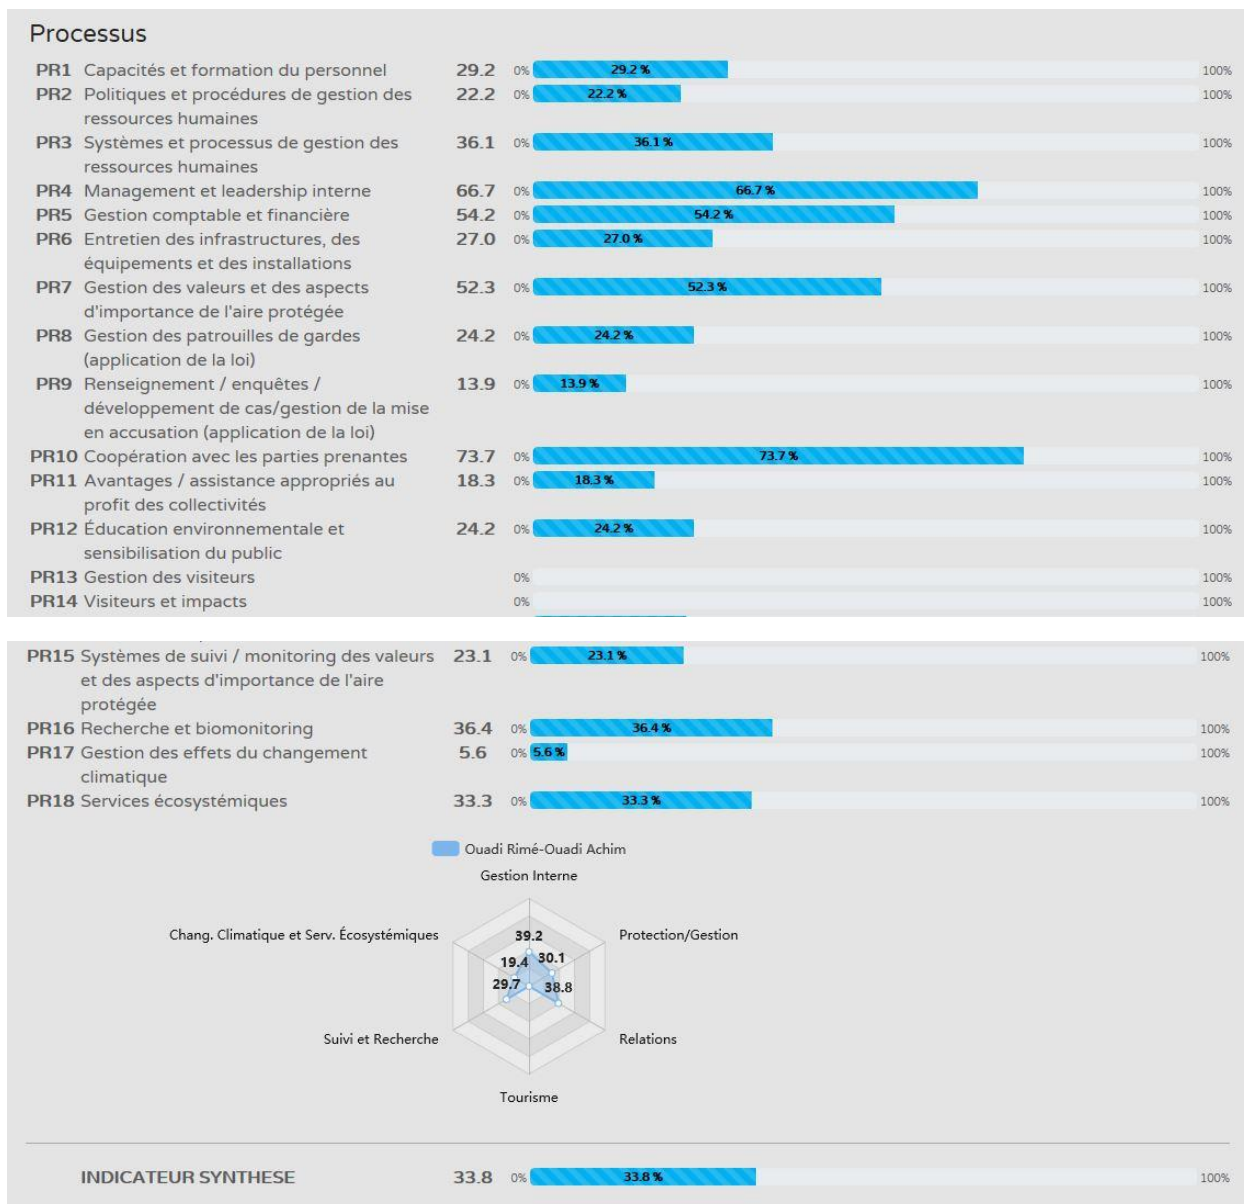 Processus
PR1 Capacités et formation du personnel 29.2 0% 29.2 % 100%
PR2 Politiques et procédures de gestion des 22.2 0% 22.2 % 100%
ressources humaines
PR3 Systèmes et processus de gestion des 36.1 0% 36.1 % 100%
ressources humaines
PR4 Management et leadership interne 66.7 0% 66.7 % 100%
PR5 Gestion comptable et financière 54.2 0% 54.2 % 100%
PR6 Entretien des infrastructures, des 27.0 0% 27.0 % 100%
équipements et des installations
PR7 Gestion des valeurs et des aspects 52.3 0% 52.3 % 100%
d'importance de l'aire protégée
PR8 Gestion des patrouilles de gardes 24.2 0% 24.2 % 100%
(application de la loi)
PR9 Renseignement / enquêtes / 13.9 0% 13.9 % 100%
développement de cas/gestion de la mise
en accusation (application de la loi)
PR10 Coopération avec les parties prenantes 73.7 0% 73.7 % 100%
PR11 Avantages / assistance appropriés au 18.3 0% 18.3 % 100%
profit des collectivités
PR12 Éducation environnementale et 24.2 0% 24.2 % 100%
sensibilisation du public
PR13 Gestion des visiteurs 0% 100%
PR14 Visiteurs et impacts 0% 100%
PR15 Systèmes de suivi / monitoring des valeurs 23.1 0% 23.1 % 100%
et des aspects d'importance de l'aire
protégée
PR16 Recherche et biomonitoring 36.4 0% 36.4 % 100%
PR17 Gestion des effets du changement 5.6 0% 5.6 % 100%
climatique
PR18 Services écosystémiques 33.3 0% 33.3 % 100%
Ouadi Rimé-Ouadi Achim
Gestion Interne
Chang. Climatique et Serv. Écosystémiques 39.2 Protection/Gestion
19.4 30.1
29.7 38.8
Suivi et Recherche Relations
Tourisme
INDICATEUR SYNTHESE 33.8 0% 33.8 % 100%